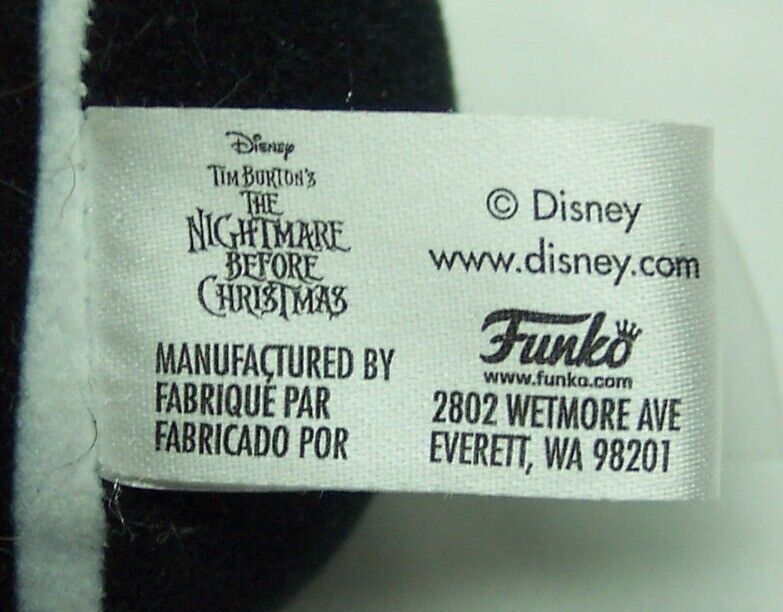 Disney
TIM BURTON'S
THE
NIGHTMARE
BEFORE
CHRISTMAS
MANUFACTURED BY
FABRIQUÉ PAR
FABRICADO POR
© Disney
www.disney.com
Funko
www.funko.com
2802 WETMORE AVE
EVERETT, WA 98201